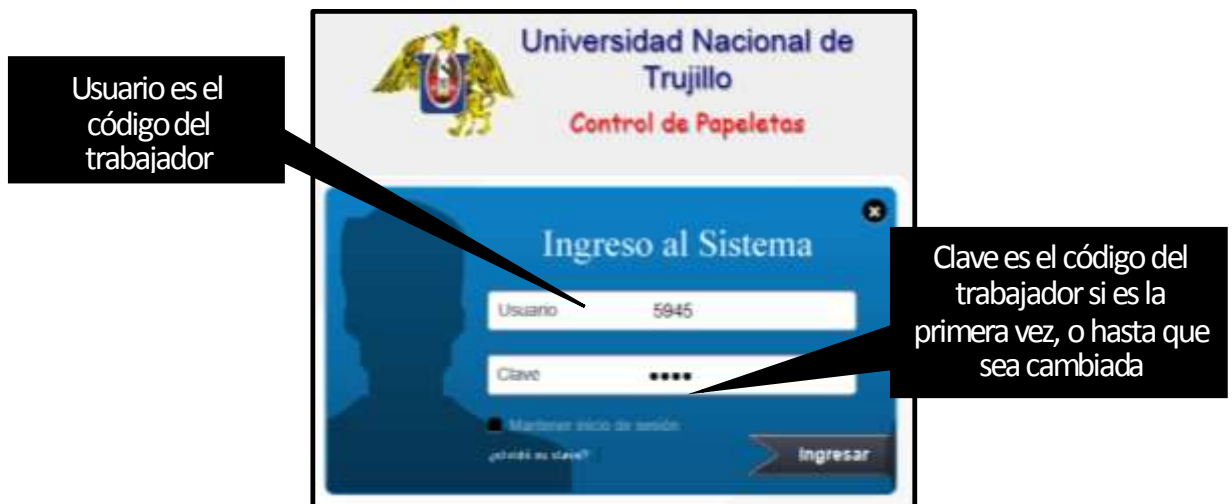 Universidad Nacional de
Trujillo
Control de Papeletas
Usuario es el
código del
trabajador
Ingreso al Sistema
Usuario 5945
Clave ●●●●
Clave es el código del
trabajador si es la
primera vez, o hasta que
sea cambiada
Mantener inicio de sesión
¿olvidó su clave?
Ingresar